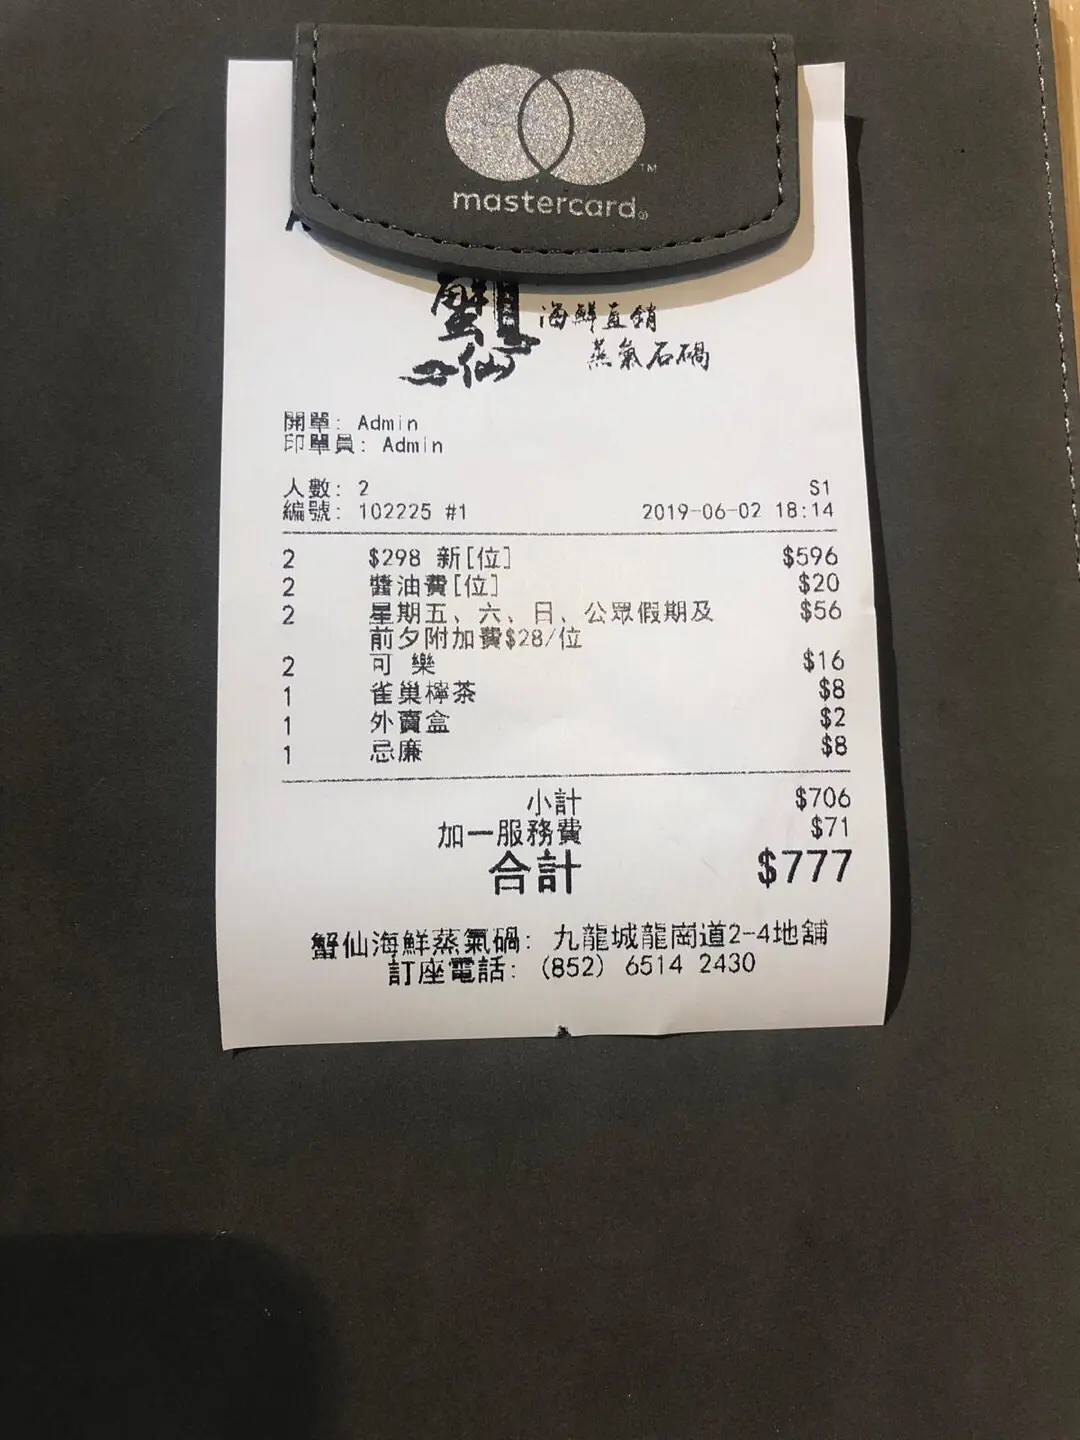 mastercard®
蟹仙
海鮮直銷
蒸氣石鍋
開單: Admin
印單員: Admin
人數: 2 S1
編號: 102225 #1 2019-06-02 18:14
2 $298 新[位] $596
2 醬油費[位] $20
2 星期五、六、日、公眾假期及 $56
前夕附加費$28/位
2 可 樂 $16
1 雀巢檸茶 $8
1 外賣盒 $2
1 忌廉 $8
小計 $706
加一服務費 $71
合計 $777
蟹仙海鮮蒸氣鍋: 九龍城龍崗道2-4地舖
訂座電話: (852) 6514 2430